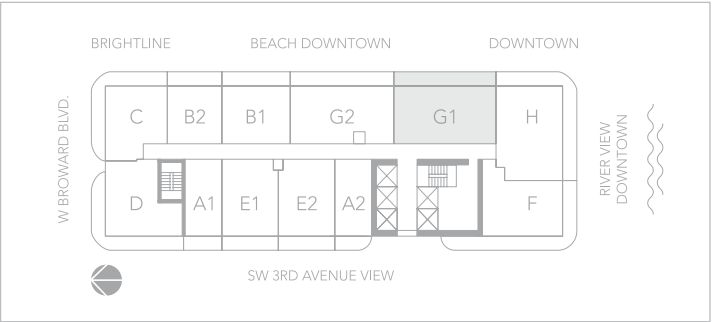 BRIGHTLINE BEACH DOWNTOWN DOWNTOWN
W BROWARD BLVD.
C B2 B1 G2 G1 H
RIVER VIEW
DOWNTOWN
D A1 E1 E2 A2 F
SW 3RD AVENUE VIEW